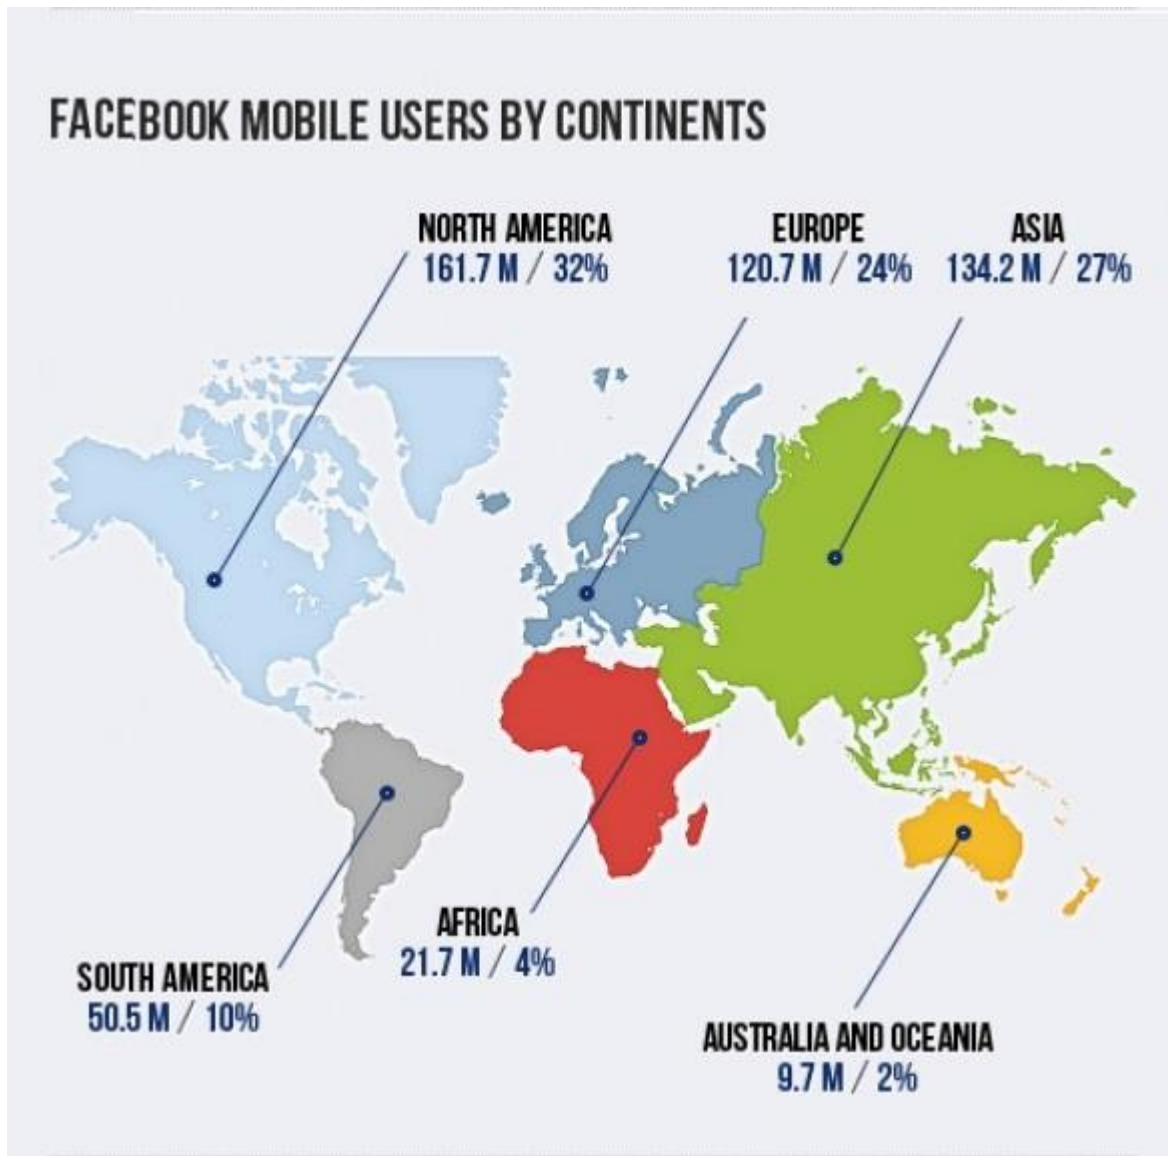 FACEBOOK MOBILE USERS BY CONTINENTS
NORTH AMERICA
161.7 M / 32%
EUROPE
120.7 M / 24%
ASIA
134.2 M / 27%
AFRICA
21.7 M / 4%
SOUTH AMERICA
50.5 M / 10%
AUSTRALIA AND OCEANIA
9.7 M / 2%